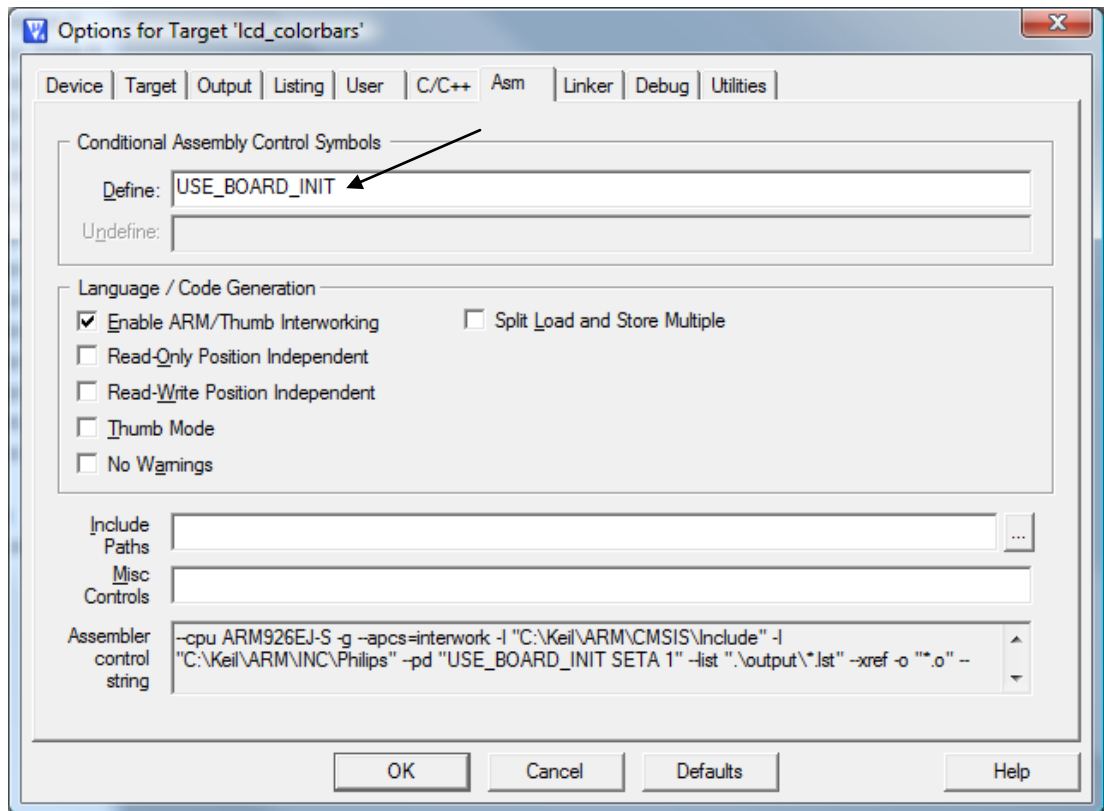 Options for Target 'lcd_colorbars'
Device Target Output Listing User C/C++ Asm Linker Debug Utilities
Conditional Assembly Control Symbols
Define: USE_BOARD_INIT
Undefine:
Language / Code Generation
Enable ARM/Thumb Interworking Split Load and Store Multiple
Read-Only Position Independent
Read-Write Position Independent
Thumb Mode
No Warnings
Include
Paths
...
Misc
Controls
Assembler
control
string
--cpu ARM926EJ-S -g --apcs=interwork -I "C:\Keil\ARM\CMSIS\Include" -I
"C:\Keil\ARM\INC\Philips" --pd "USE_BOARD_INIT SETA 1" --list ".\output\*.lst" --xref -o "*.o" --
OK Cancel Defaults Help